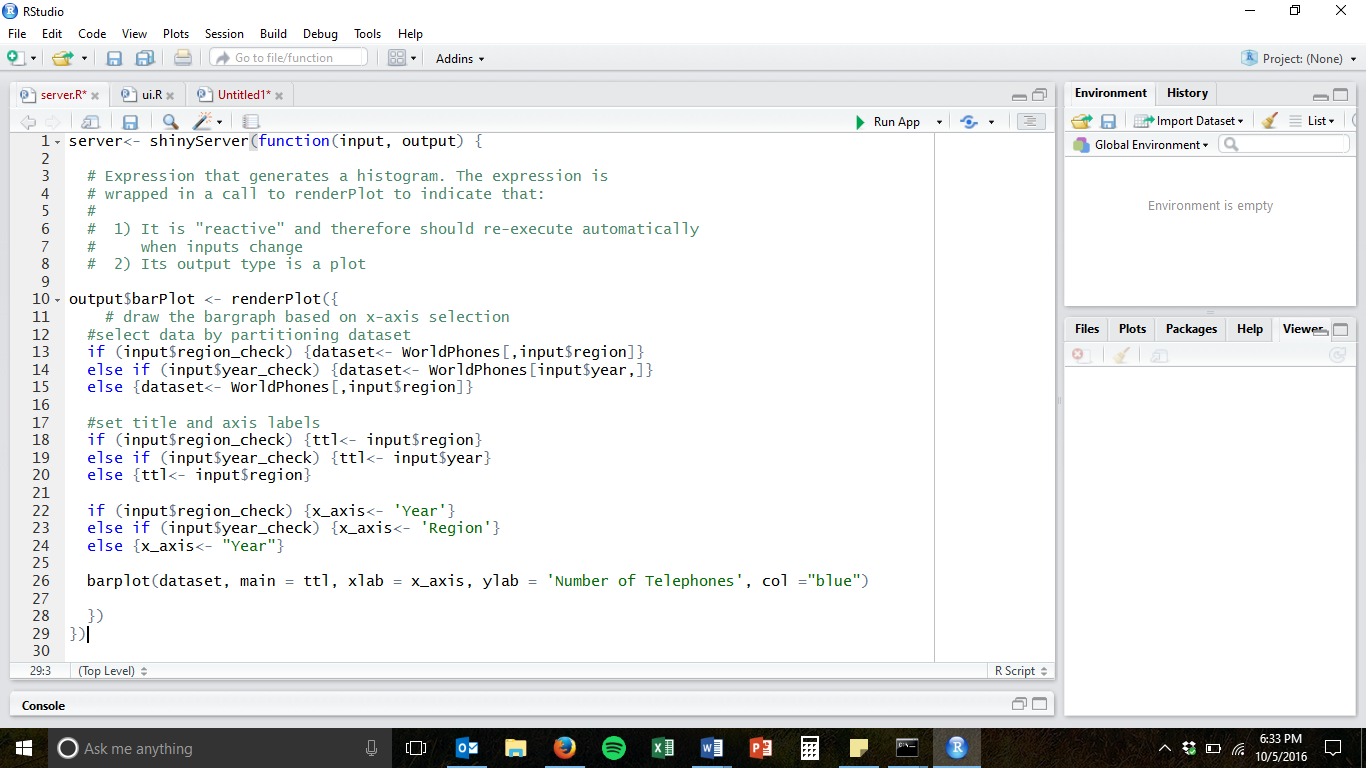 RStudio
File Edit Code View Plots Session Build Debug Tools Help
Go to file/function Addins Project: (None)
server.R* ui.R Untitled1*
Run App
1 server<- shinyServer(function(input, output) {
2
3   # Expression that generates a histogram. The expression is
4   # wrapped in a call to renderPlot to indicate that:
5   #
6   #  1) It is "reactive" and therefore should re-execute automatically
7   #     when inputs change
8   #  2) Its output type is a plot
9
10 output$barPlot <- renderPlot({
11     # draw the bargraph based on x-axis selection
12   #select data by partitioning dataset
13   if (input$region_check) {dataset<- WorldPhones[,input$region]}
14   else if (input$year_check) {dataset<- WorldPhones[input$year,]}
15   else {dataset<- WorldPhones[,input$region]}
16
17   #set title and axis labels
18   if (input$region_check) {ttl<- input$region}
19   else if (input$year_check) {ttl<- input$year}
20   else {ttl<- input$region}
21
22   if (input$region_check) {x_axis<- 'Year'}
23   else if (input$year_check) {x_axis<- 'Region'}
24   else {x_axis<- "Year"}
25
26   barplot(dataset, main = ttl, xlab = x_axis, ylab = 'Number of Telephones', col ="blue")
27
28   })
29 })
30
29:3 (Top Level) R Script
Console
Environment History
Import Dataset List
Global Environment
Environment is empty
Files Plots Packages Help Viewer
Ask me anything
6:33 PM
10/5/2016